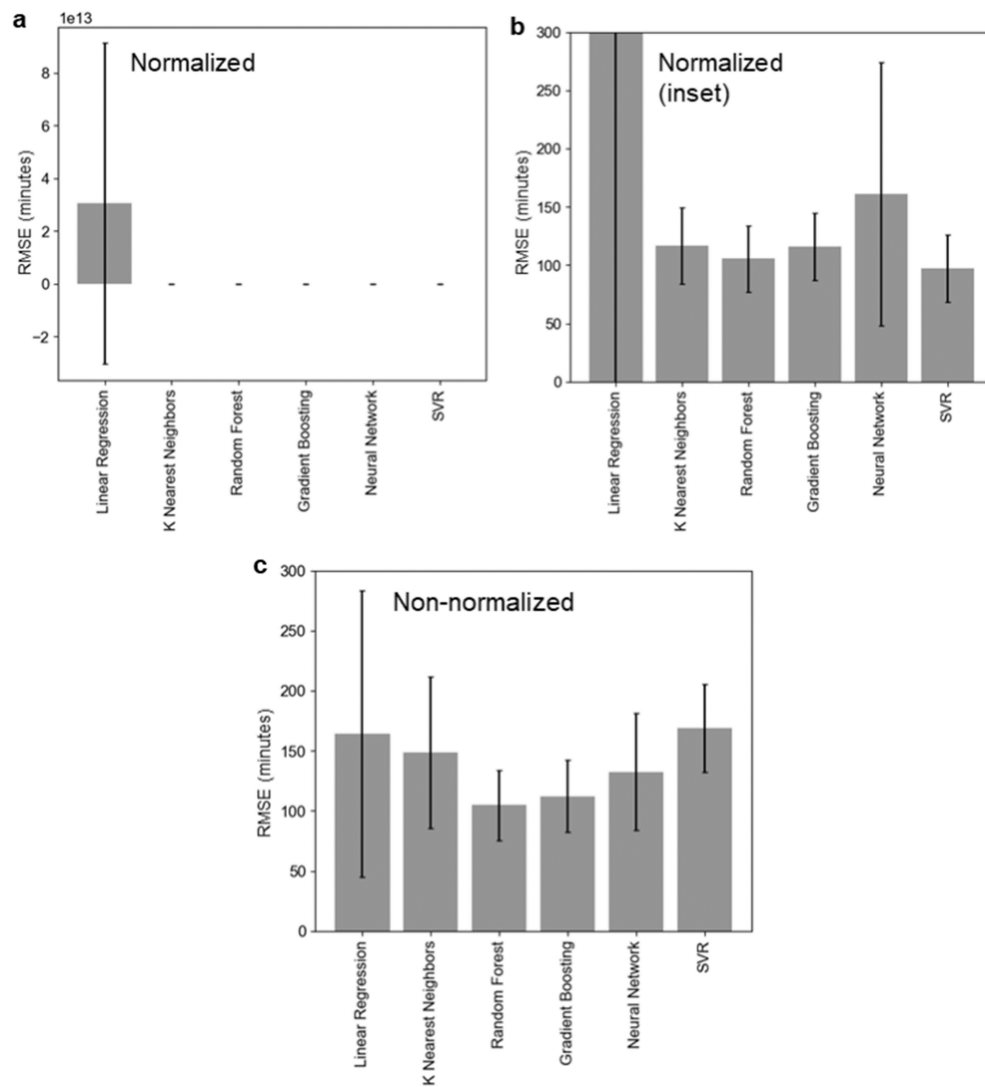 a
1e13
Normalized
8
6
4
2
0
−2
RMSE (minutes)
Linear Regression
K Nearest Neighbors
Random Forest
Gradient Boosting
Neural Network
SVR
b
Normalized
(inset)
300
250
200
150
100
50
0
RMSE (minutes)
Linear Regression
K Nearest Neighbors
Random Forest
Gradient Boosting
Neural Network
SVR
c
Non-normalized
300
250
200
150
100
50
0
RMSE (minutes)
Linear Regression
K Nearest Neighbors
Random Forest
Gradient Boosting
Neural Network
SVR